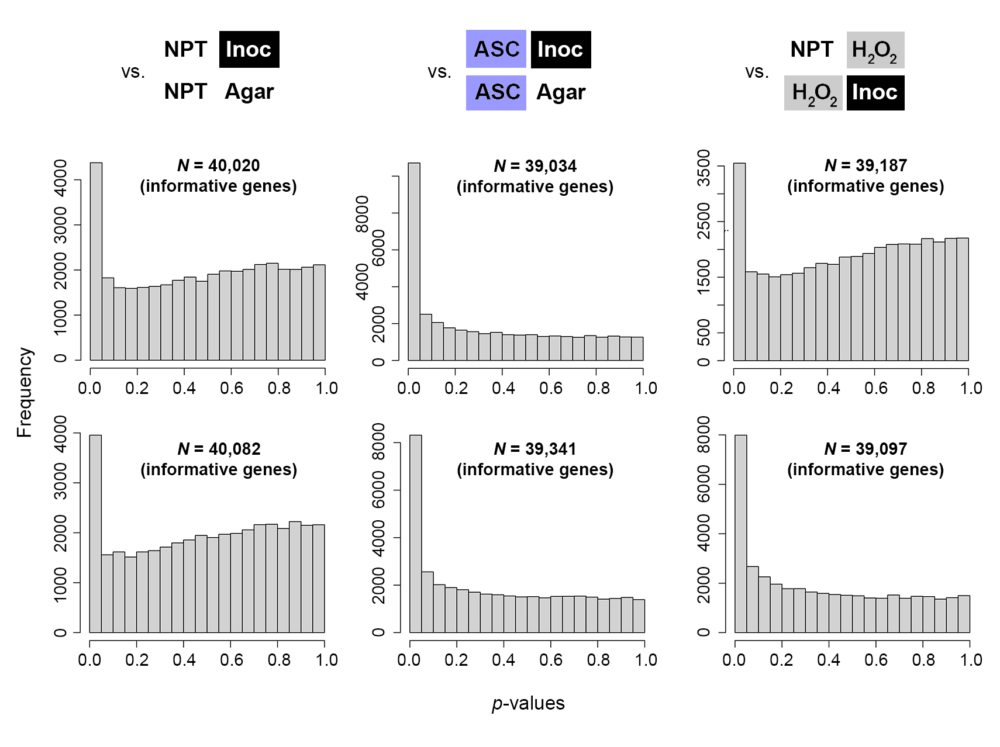 NPT Inoc
vs.
NPT Agar
ASC Inoc
vs.
ASC Agar
NPT H2O2
vs.
H2O2 Inoc
Frequency
N = 40,020
(informative genes)
0 1000 2000 3000 4000
0.0 0.2 0.4 0.6 0.8 1.0
N = 39,034
(informative genes)
0 2000 4000 6000 8000
0.0 0.2 0.4 0.6 0.8 1.0
N = 39,187
(informative genes)
0 500 1500 2500 3500
0.0 0.2 0.4 0.6 0.8 1.0
N = 40,082
(informative genes)
0 1000 2000 3000 4000
0.0 0.2 0.4 0.6 0.8 1.0
N = 39,341
(informative genes)
0 2000 4000 6000 8000
0.0 0.2 0.4 0.6 0.8 1.0
N = 39,097
(informative genes)
0 2000 4000 6000 8000
0.0 0.2 0.4 0.6 0.8 1.0
p-values